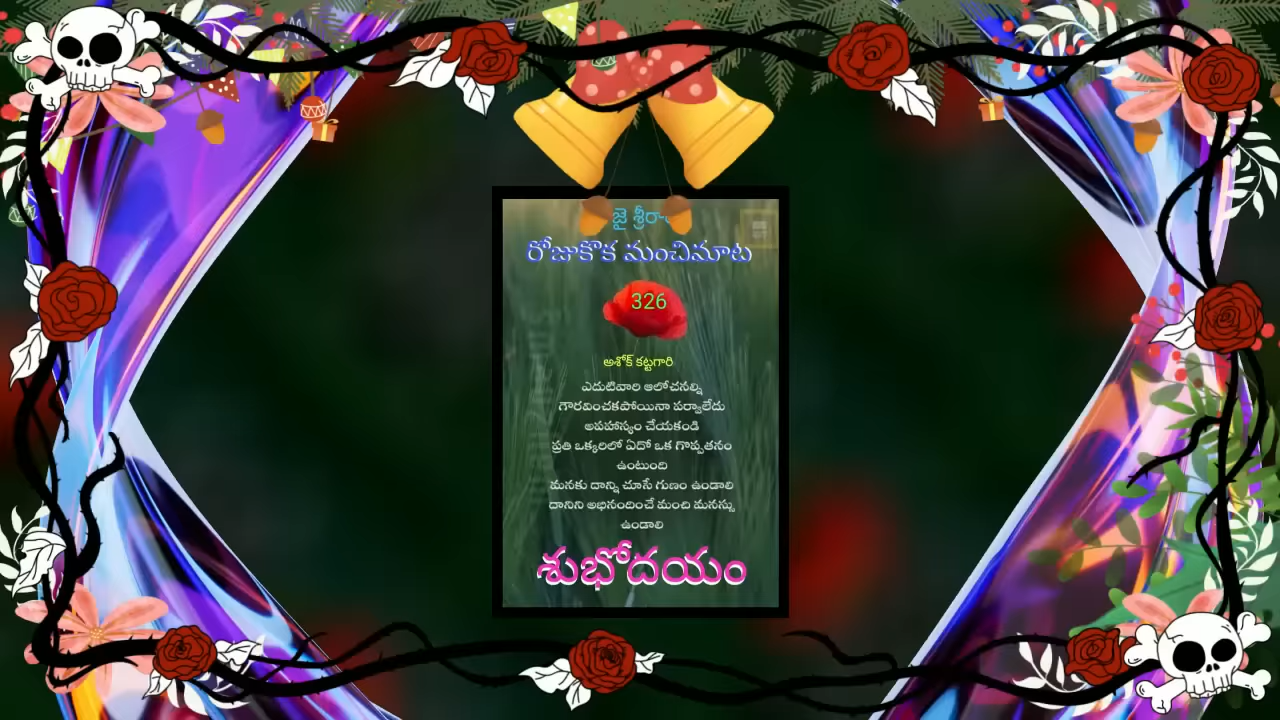 జై శ్రీరా
రోజుకొక మంచిమాట
326
అశోక్ కట్టగారి
ఎదుటివారి ఆలోచనల్ని
గౌరవించకపోయినా పర్వాలేదు
అపహాస్యం చేయకండి
ప్రతి ఒక్కరిలో ఏదో ఒక గొప్పతనం
ఉంటుంది
మనకు దాన్ని చూసే గుణం ఉండాలి
దానిని అభినందించే మంచి మనస్సు
ఉండాలి
శుభోదయం